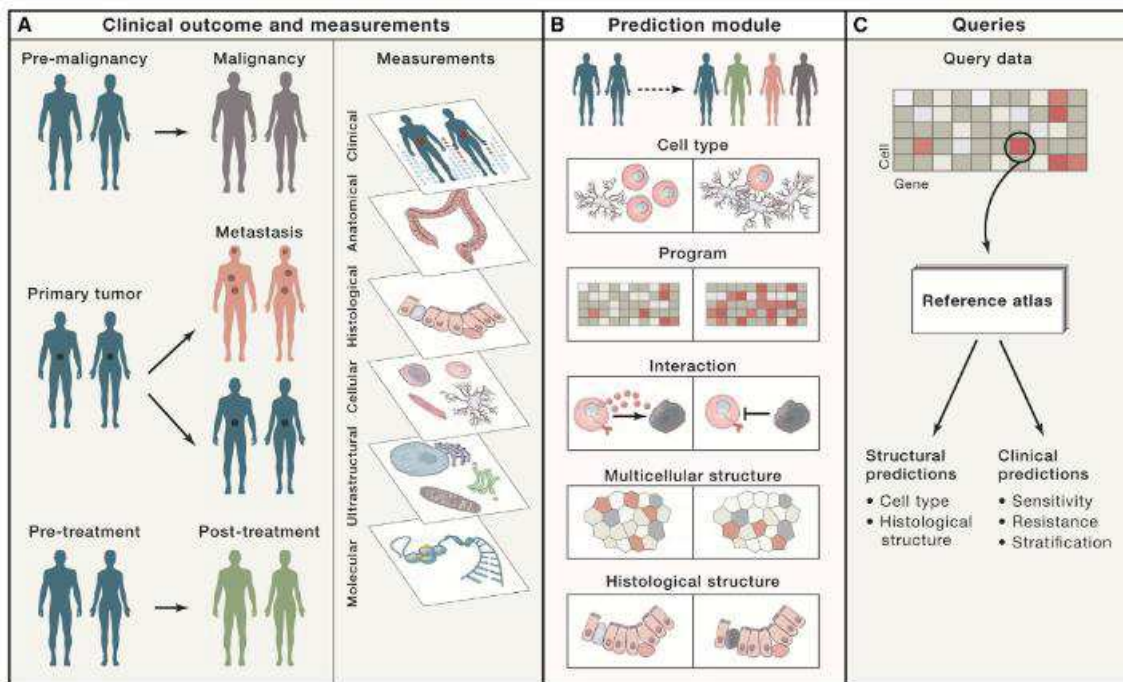 A Clinical outcome and measurements
Pre-malignancy
Malignancy
Metastasis
Primary tumor
Pre-treatment
Post-treatment
Measurements
Clinical
Anatomical
Histological
Cellular
Ultrastructural
Molecular
B Prediction module
Cell type
Program
Interaction
Multicellular structure
Histological structure
C Queries
Query data
Cell
Gene
Reference atlas
Structural
predictions
• Cell type
• Histological
structure
Clinical
predictions
• Sensitivity
• Resistance
• Stratification